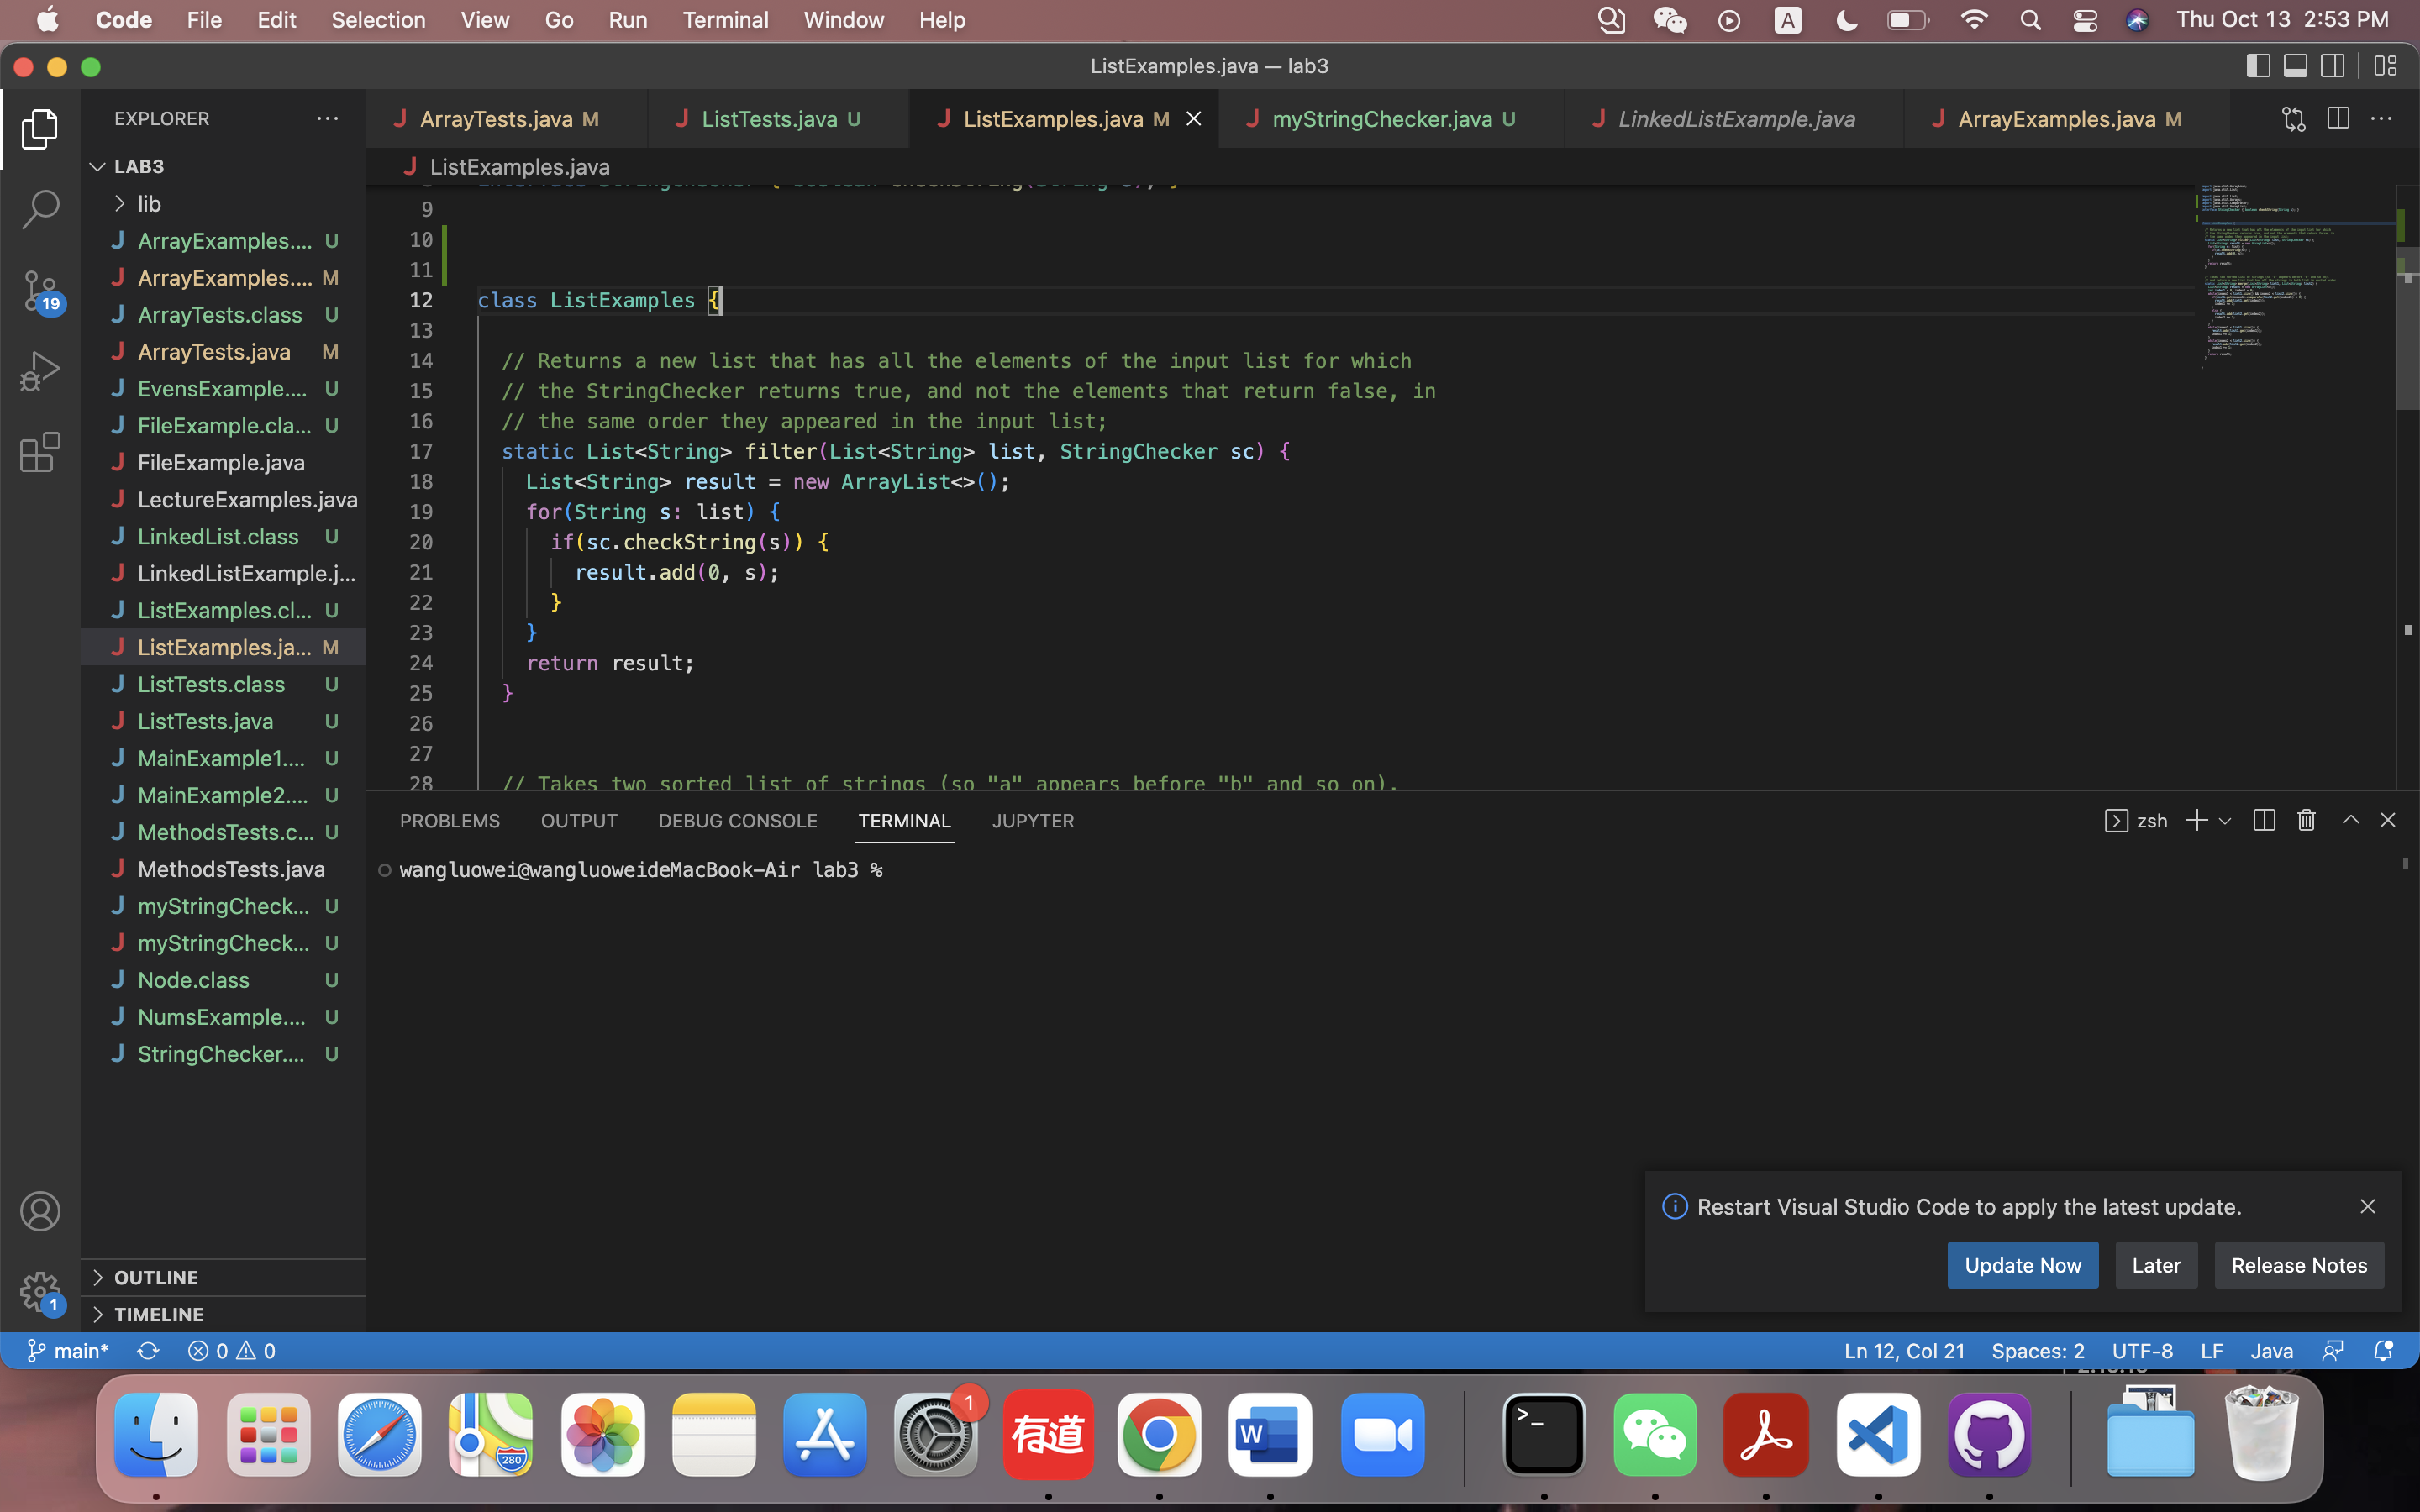 Code File Edit Selection View Go Run Terminal Window Help
A
Thu Oct 13 2:53 PM
ListExamples.java — lab3
EXPLORER
LAB3
lib
ArrayExamples.... U
ArrayExamples.... M
ArrayTests.class U
ArrayTests.java M
EvensExample.... U
FileExample.cla... U
FileExample.java
LectureExamples.java
LinkedList.class U
LinkedListExample.j...
ListExamples.cl... U
ListExamples.ja... M
ListTests.class U
ListTests.java U
MainExample1.... U
MainExample2.... U
MethodsTests.c... U
MethodsTests.java
myStringCheck... U
myStringCheck... U
Node.class U
NumsExample.... U
StringChecker.... U
OUTLINE
TIMELINE
19
1
ArrayTests.java M
ListTests.java U
ListExamples.java M
myStringChecker.java U
LinkedListExample.java
ArrayExamples.java M
ListExamples.java
9
10
11
12 class ListExamples {
13
14 // Returns a new list that has all the elements of the input list for which
15 // the StringChecker returns true, and not the elements that return false, in
16 // the same order they appeared in the input list;
17 static List<String> filter(List<String> list, StringChecker sc) {
18 List<String> result = new ArrayList<>();
19 for(String s: list) {
20 if(sc.checkString(s)) {
21 result.add(0, s);
22 }
23 }
24 return result;
25 }
26
27
28 // Takes two sorted list of strings (so "a" appears before "b" and so on),
PROBLEMS OUTPUT DEBUG CONSOLE TERMINAL JUPYTER
zsh
wangluowei@wangluoweideMacBook-Air lab3 %
Restart Visual Studio Code to apply the latest update.
Update Now Later Release Notes
main* 0 0
Ln 12, Col 21 Spaces: 2 UTF-8 LF Java
280
1
有道
W